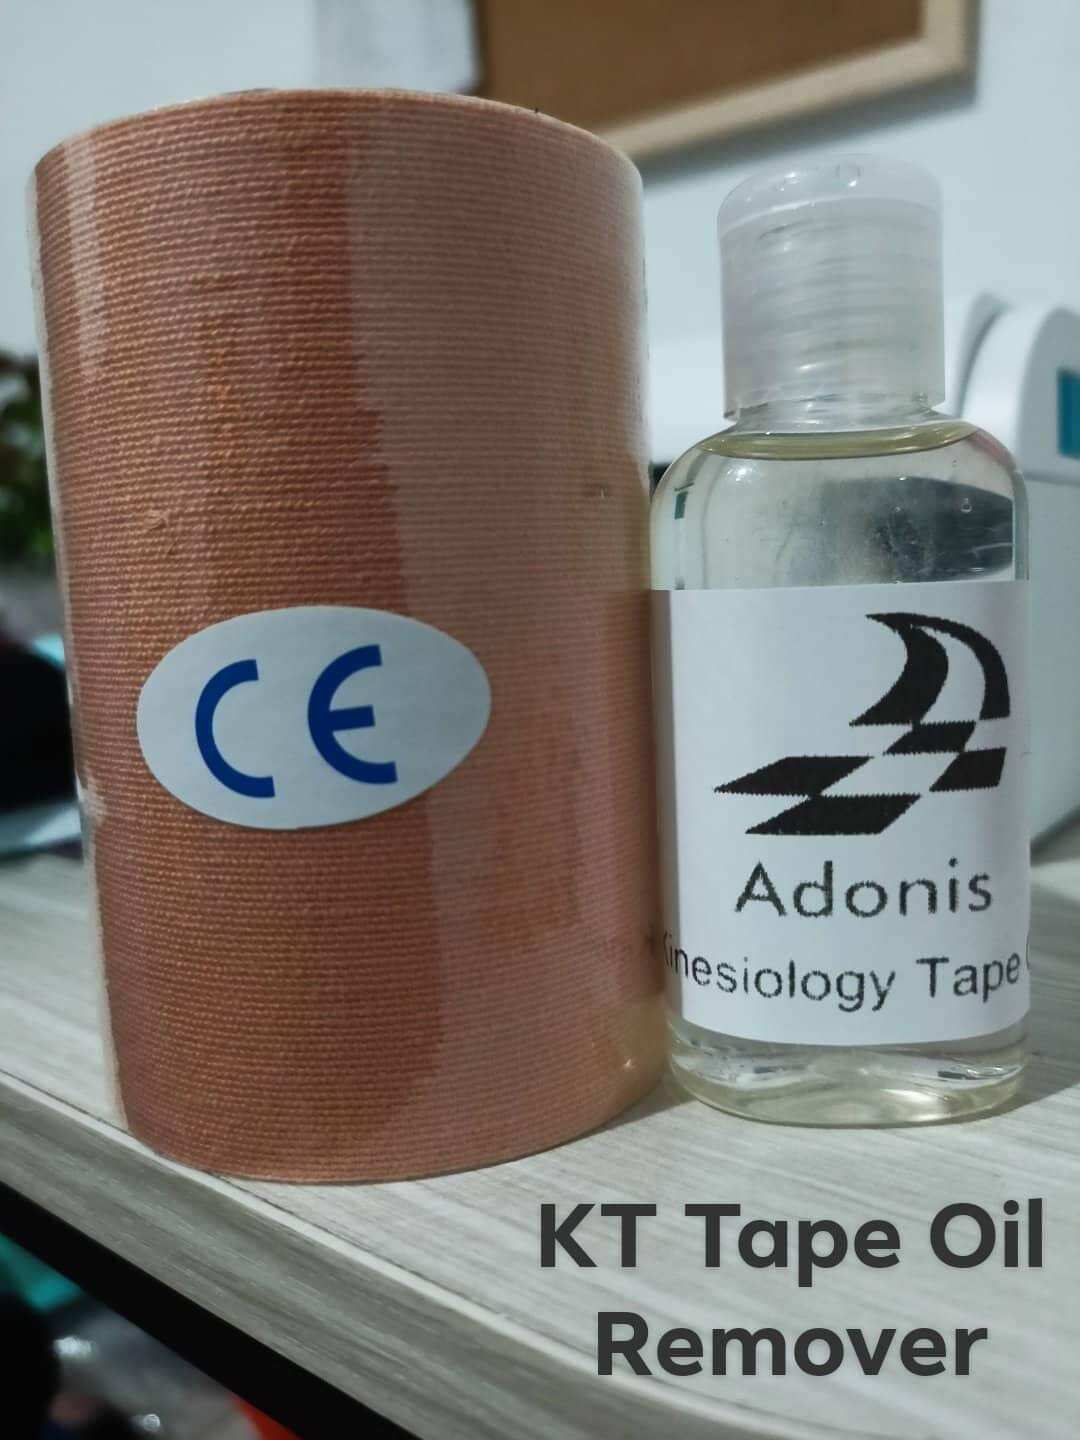 CE
Adonis
Kinesiology Tape
KT Tape Oil
Remover